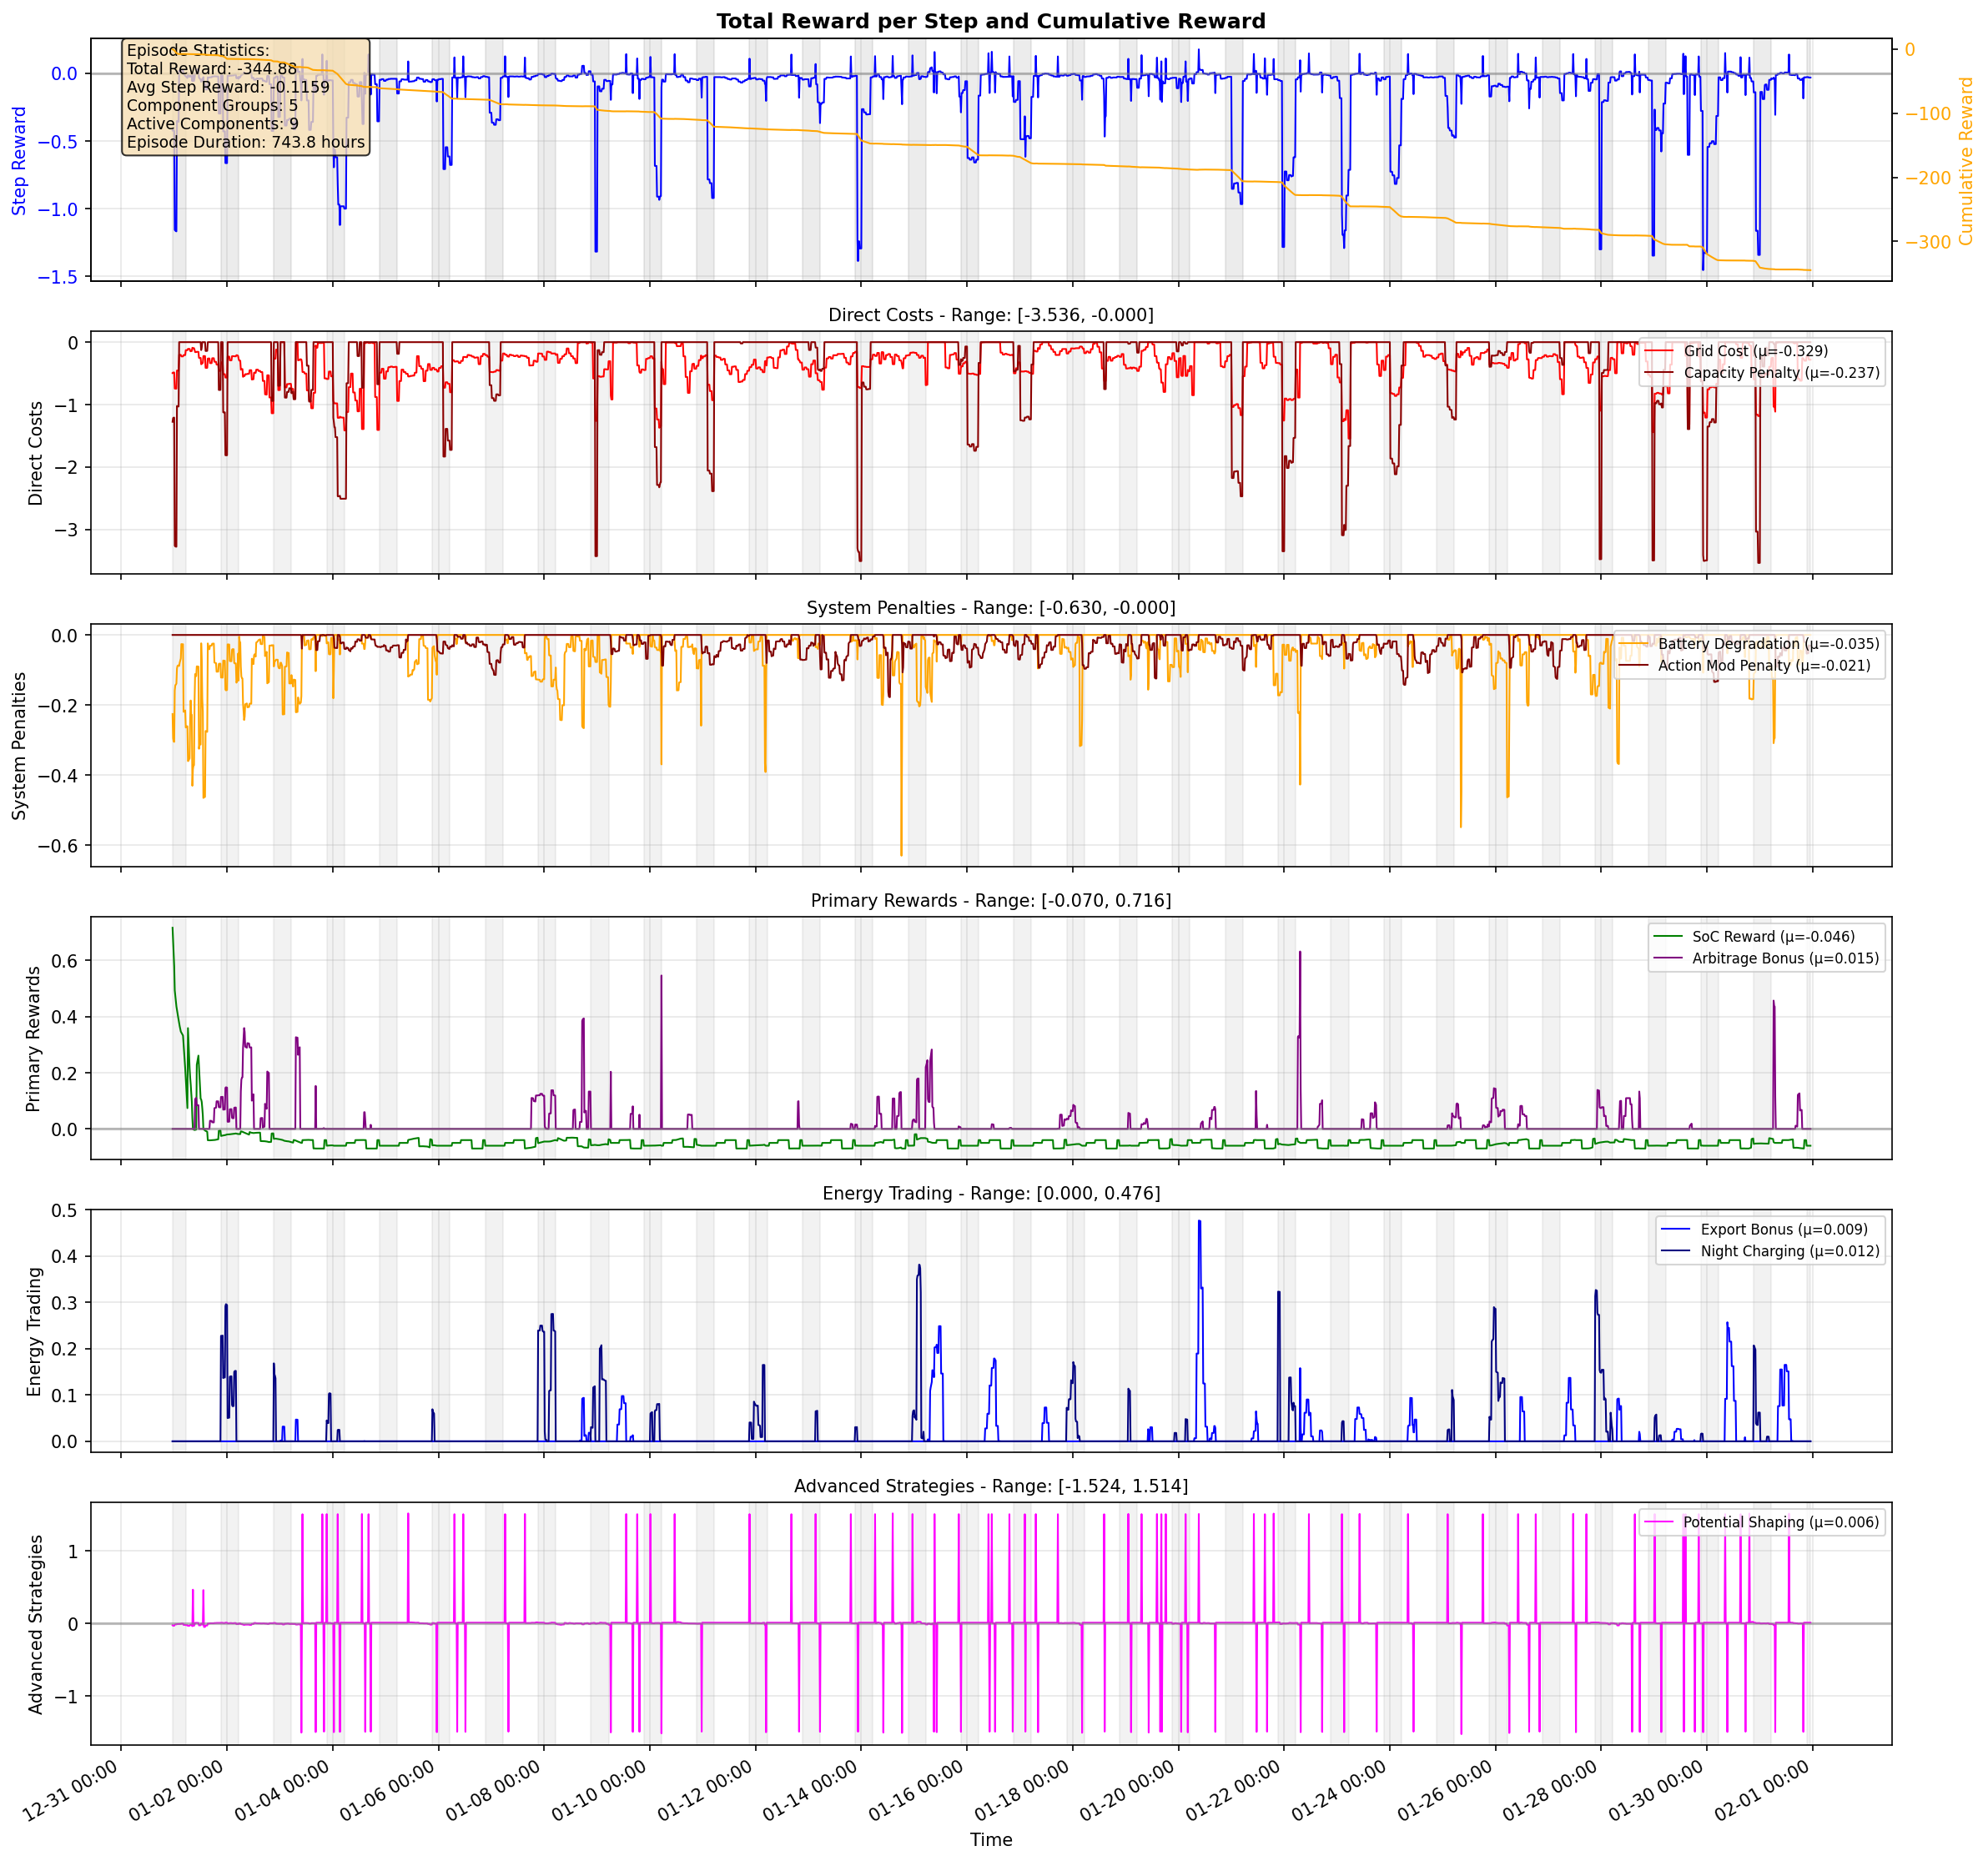 Total Reward per Step and Cumulative Reward
Episode Statistics:
Total Reward: -344.88
Avg Step Reward: -0.1159
Component Groups: 5
Active Components: 9
Episode Duration: 743.8 hours
Step Reward
0.0
−0.5
−1.0
−1.5
Cumulative Reward
0
−100
−200
−300
Direct Costs - Range: [-3.536, -0.000]
Direct Costs
0
−1
−2
−3
Grid Cost (μ=-0.329)
Capacity Penalty (μ=-0.237)
System Penalties - Range: [-0.630, -0.000]
System Penalties
0.0
−0.2
−0.4
−0.6
Battery Degradation (μ=-0.035)
Action Mod Penalty (μ=-0.021)
Primary Rewards - Range: [-0.070, 0.716]
Primary Rewards
0.6
0.4
0.2
0.0
SoC Reward (μ=-0.046)
Arbitrage Bonus (μ=0.015)
Energy Trading - Range: [0.000, 0.476]
Energy Trading
0.5
0.4
0.3
0.2
0.1
0.0
Export Bonus (μ=0.009)
Night Charging (μ=0.012)
Advanced Strategies - Range: [-1.524, 1.514]
Advanced Strategies
1
0
−1
Potential Shaping (μ=0.006)
12-31 00:00
01-02 00:00
01-04 00:00
01-06 00:00
01-08 00:00
01-10 00:00
01-12 00:00
01-14 00:00
01-16 00:00
01-18 00:00
01-20 00:00
01-22 00:00
01-24 00:00
01-26 00:00
01-28 00:00
01-30 00:00
02-01 00:00
Time